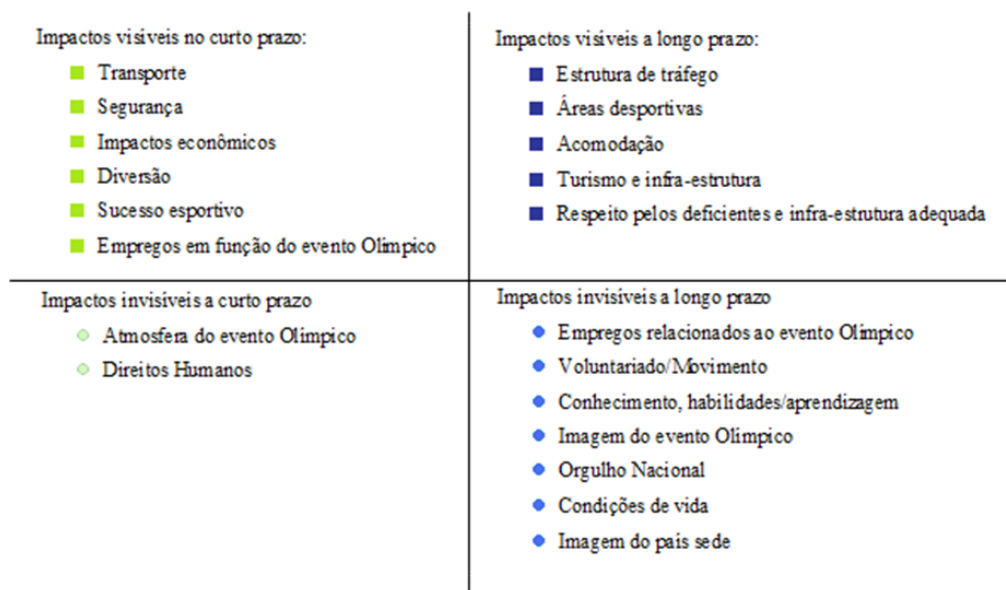 Impactos visíveis no curto prazo:
Transporte
Segurança
Impactos econômicos
Diversão
Sucesso esportivo
Empregos em função do evento Olímpico
Impactos visíveis a longo prazo:
Estrutura de tráfego
Áreas desportivas
Acomodação
Turismo e infra-estrutura
Respeito pelos deficientes e infra-estrutura adequada
Impactos invisíveis a curto prazo
Atmosfera do evento Olímpico
Direitos Humanos
Impactos invisíveis a longo prazo
Empregos relacionados ao evento Olímpico
Voluntariado/Movimento
Conhecimento, habilidades/aprendizagem
Imagem do evento Olímpico
Orgulho Nacional
Condições de vida
Imagem do país sede